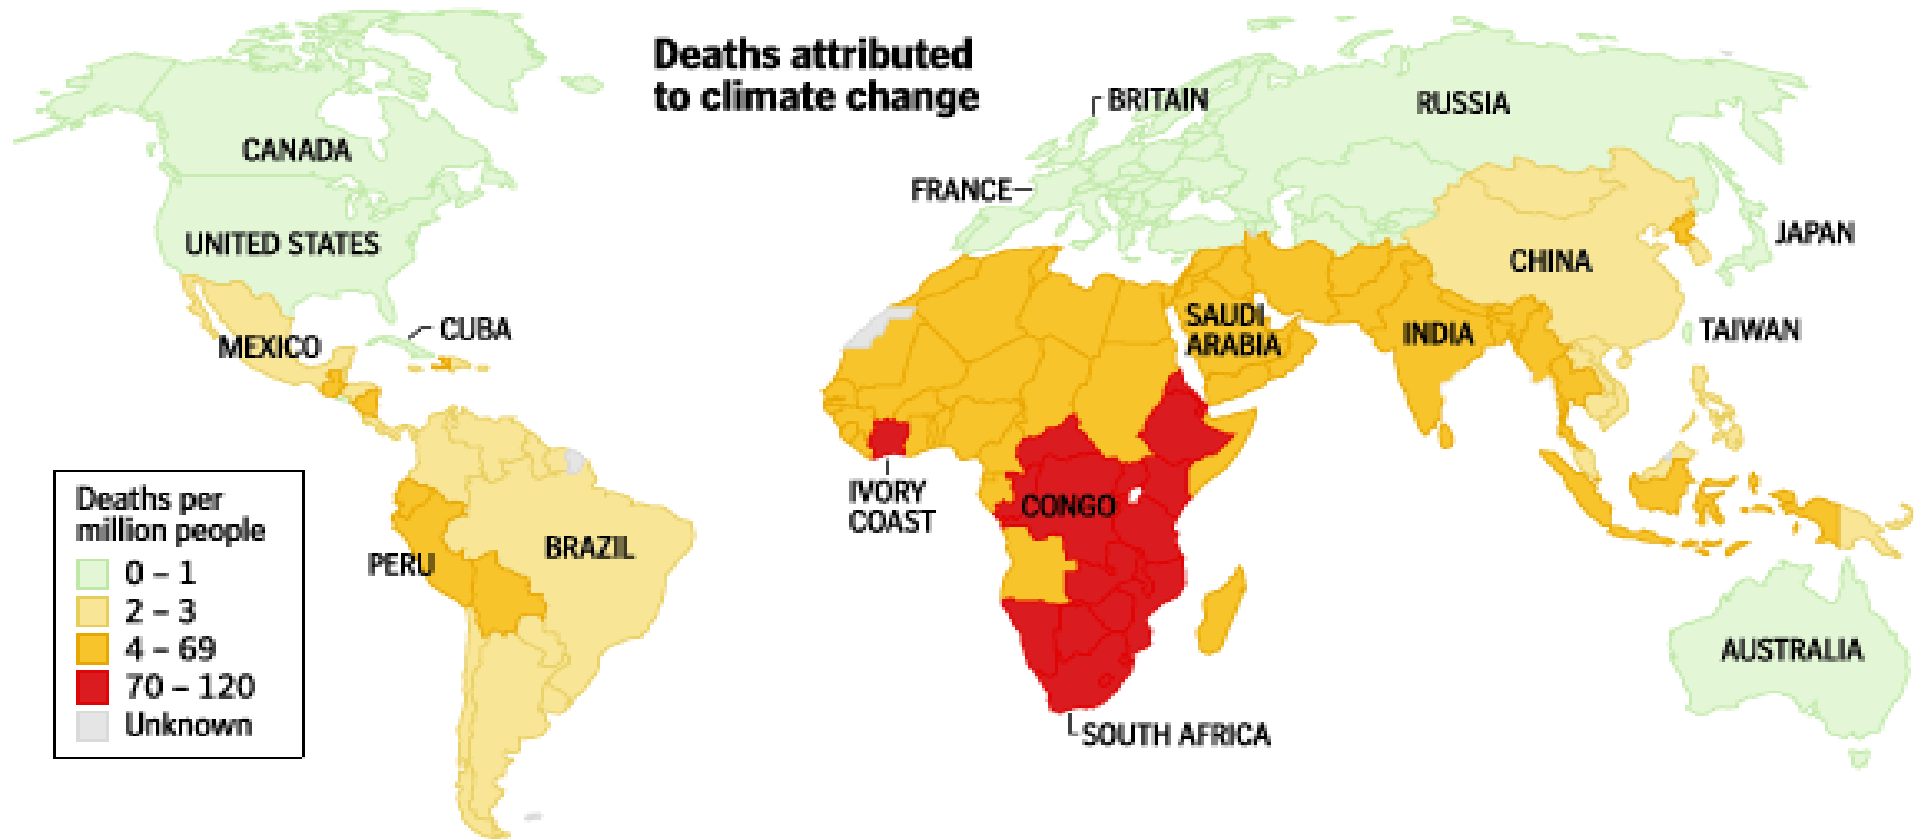 Deaths attributed
to climate change
BRITAIN
RUSSIA
CANADA
FRANCE
UNITED STATES
JAPAN
CHINA
SAUDI
ARABIA
CUBA
TAIWAN
INDIA
MEXICO
IVORY
COAST
CONGO
Deaths per
million people
0 – 1
2 – 3
4 – 69
70 – 120
Unknown
BRAZIL
PERU
AUSTRALIA
SOUTH AFRICA